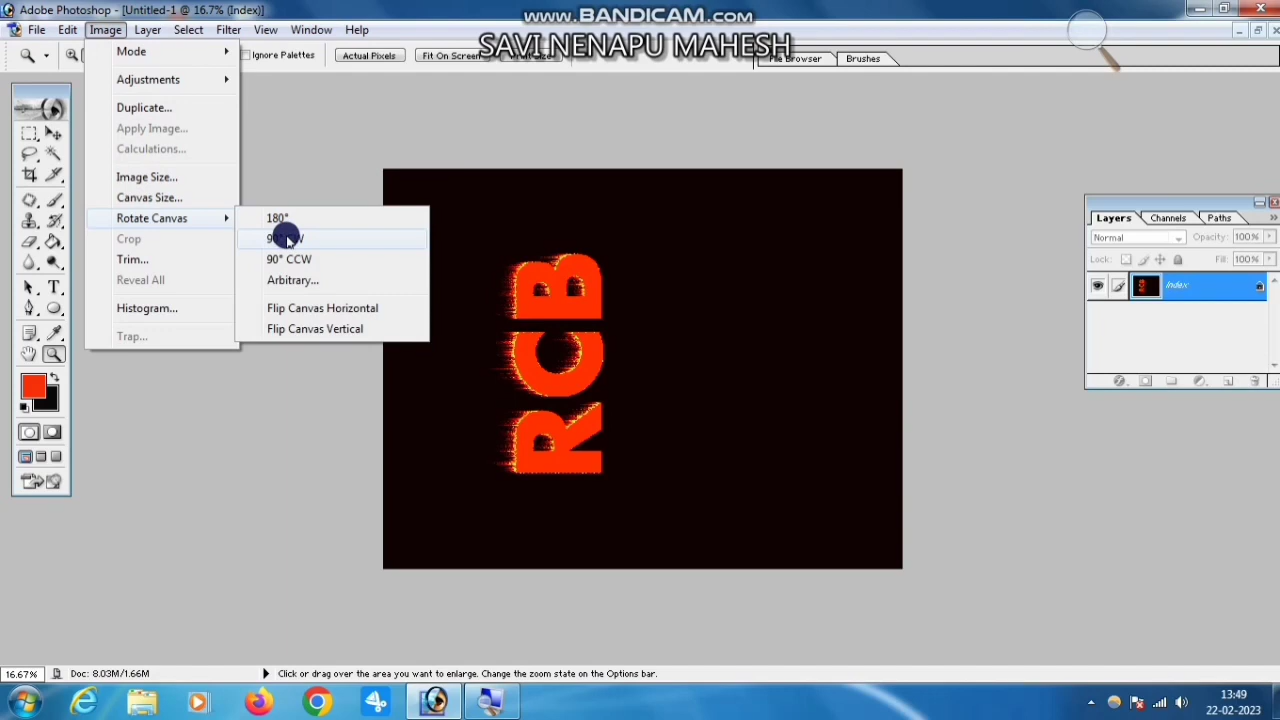 Adobe Photoshop - [Untitled-1 @ 16.7% (Index)]
www.BANDICAM.com
File Edit Image Layer Select Filter View Window Help
SAVI NENAPU MAHESH
Ignore Palettes Actual Pixels Fit On Screen Print Size File Browser Brushes
Mode
Adjustments
Duplicate...
Apply Image...
Calculations...
Image Size...
Canvas Size...
Rotate Canvas
Crop
Trim...
Reveal All
Histogram...
Trap...
180°
90° CW
90° CCW
Arbitrary...
Flip Canvas Horizontal
Flip Canvas Vertical
RCB
Layers Channels Paths
Normal Opacity: 100%
Lock: Fill: 100%
Index
16.67% Doc: 8.03M/1.66M Click or drag over the area you want to enlarge. Change the zoom state on the Options bar.
13:49
22-02-2023